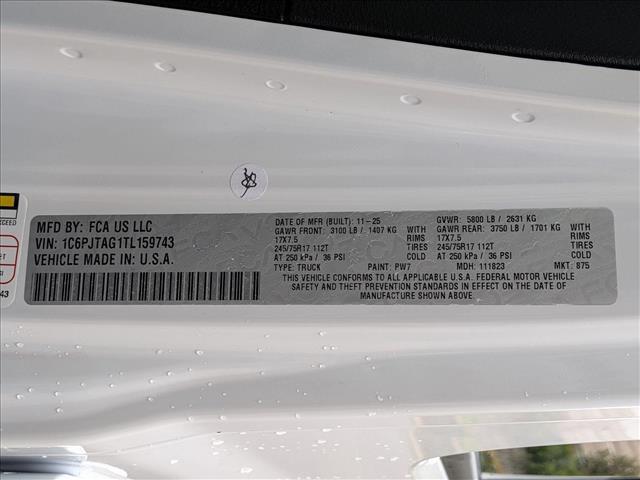 MFD BY: FCA US LLC
VIN: 1C6PJTAG1TL159743
VEHICLE MADE IN: U.S.A.
DATE OF MFR (BUILT): 11-25
GAWR FRONT: 3100 LB / 1407 KG
17X7.5 RIMS
245/75R17 112T TIRES
AT 250 kPa / 36 PSI COLD
TYPE: TRUCK PAINT: PW7
GVWR: 5800 LB / 2631 KG
GAWR REAR: 3750 LB / 1701 KG
17X7.5 RIMS
245/75R17 112T TIRES
AT 250 kPa / 36 PSI COLD
MDH: 111823 MKT: 875
THIS VEHICLE CONFORMS TO ALL APPLICABLE U.S.A. FEDERAL MOTOR VEHICLE
SAFETY AND THEFT PREVENTION STANDARDS IN EFFECT ON THE DATE OF
MANUFACTURE SHOWN ABOVE.
43